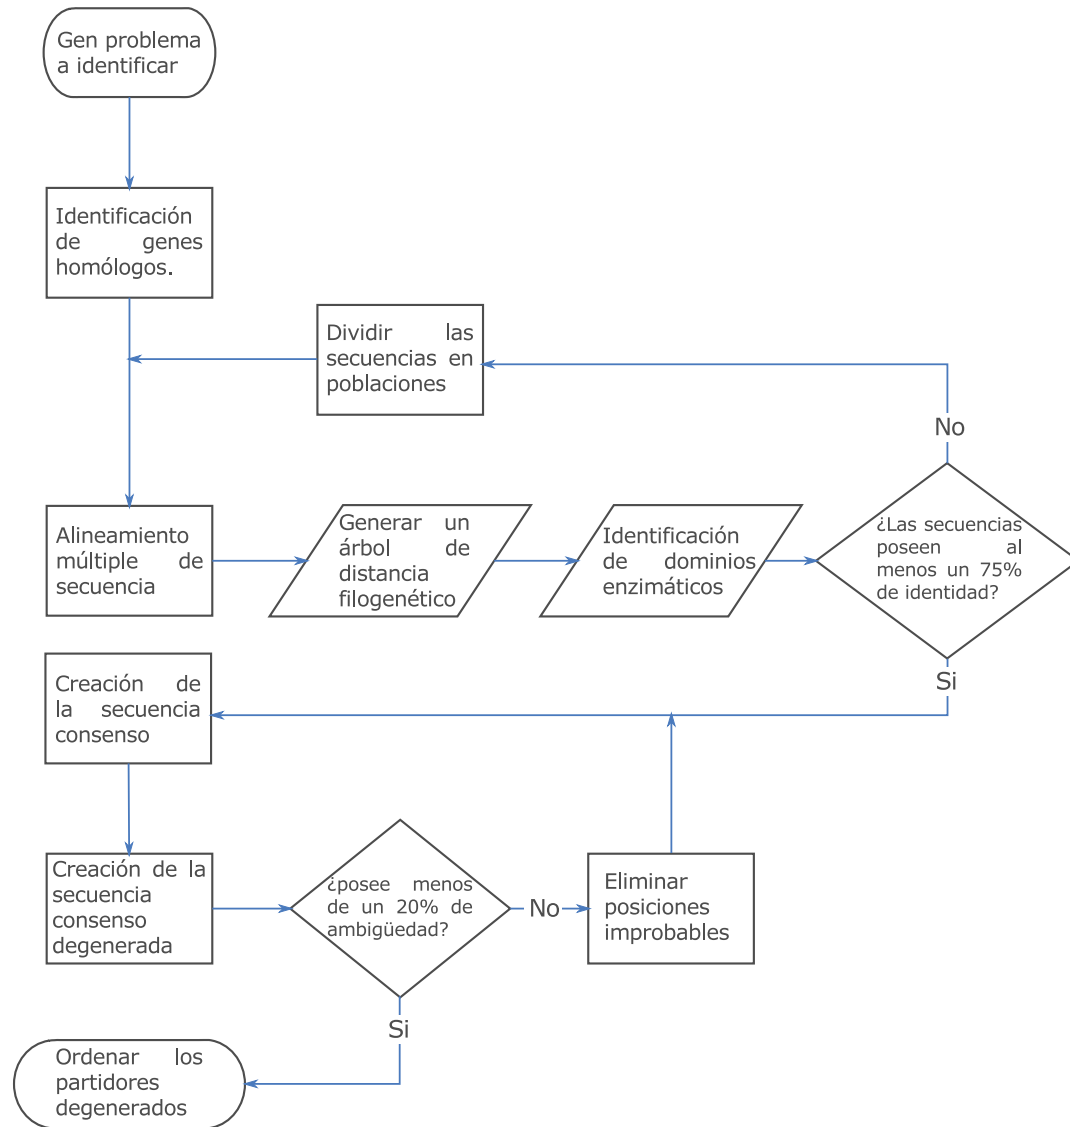 Gen problema
a identificar
Identificación
de genes
homólogos.
Dividir las
secuencias en
poblaciones
No
Alineamiento
múltiple de
secuencia
Generar un
árbol de
distancia
filogenético
Identificación
de dominios
enzimáticos
¿Las secuencias
poseen al
menos un 75%
de identidad?
Si
Creación de
la secuencia
consenso
Creación de la
secuencia
consenso
degenerada
¿posee menos
de un 20% de
ambigüedad?
No
Eliminar
posiciones
improbables
Si
Ordenar los
partidores
degenerados